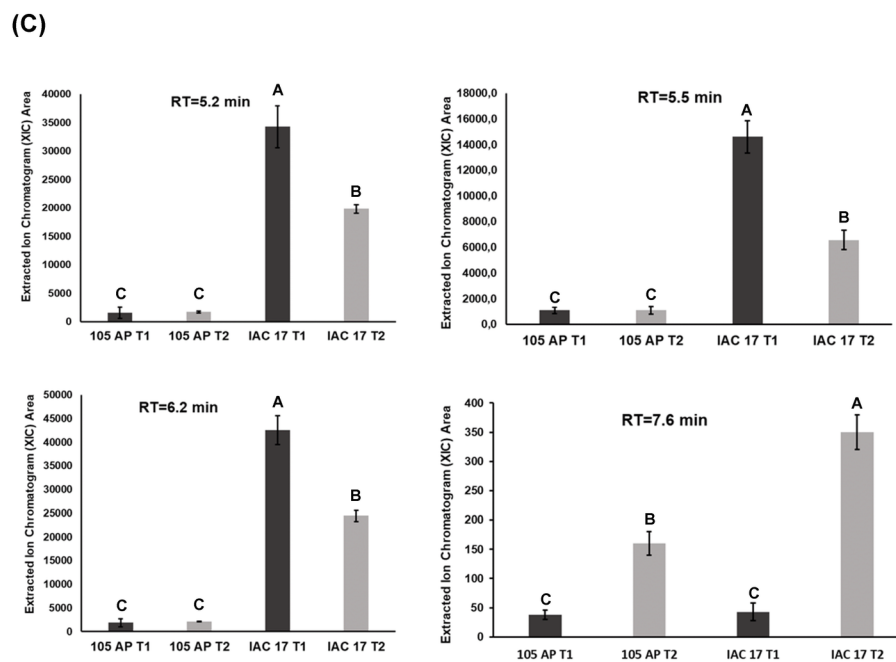 (C)
Extracted Ion Chromatogram (XIC) Area
40000
35000
30000
25000
20000
15000
10000
5000
0
RT=5.2 min
C
C
A
B
105 AP T1
105 AP T2
IAC 17 T1
IAC 17 T2
Extracted Ion Chromatogram (XIC) Area
18000,0
16000,0
14000,0
12000,0
10000,0
8000,0
6000,0
4000,0
2000,0
0,0
RT=5.5 min
C
C
A
B
105 AP T1
105 AP T2
IAC 17 T1
IAC 17 T2
Extracted Ion Chromatogram (XIC) Area
50000
45000
40000
35000
30000
25000
20000
15000
10000
5000
0
RT=6.2 min
C
C
A
B
105 AP T1
105 AP T2
IAC 17 T1
IAC 17 T2
Extracted Ion Chromatogram (XIC) Area
400
350
300
250
200
150
100
50
0
RT=7.6 min
C
B
C
A
105 AP T1
105 AP T2
IAC 17 T1
IAC 17 T2